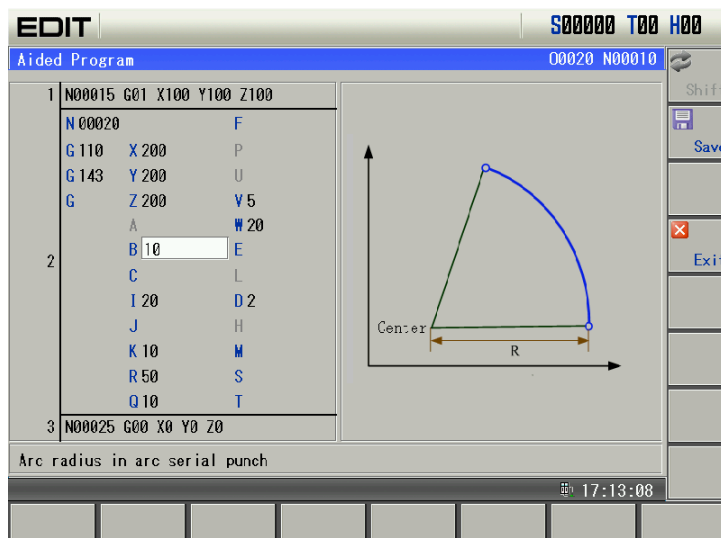 EDIT S00000 T00 H00
Aided Program O0020 N00010
Shift
1 N00015 G01 X100 Y100 Z100
N 00020 F
G 110 X 200 P
G 143 Y 200 U
G Z 200 V 5
A W 20
2 B 10 E
C L
I 20 D 2
J H
K 10 M
R 50 S
Q 10 T
3 N00025 G00 X0 Y0 Z0
Save
Exit
Center
R
Arc radius in arc serial punch
17:13:08